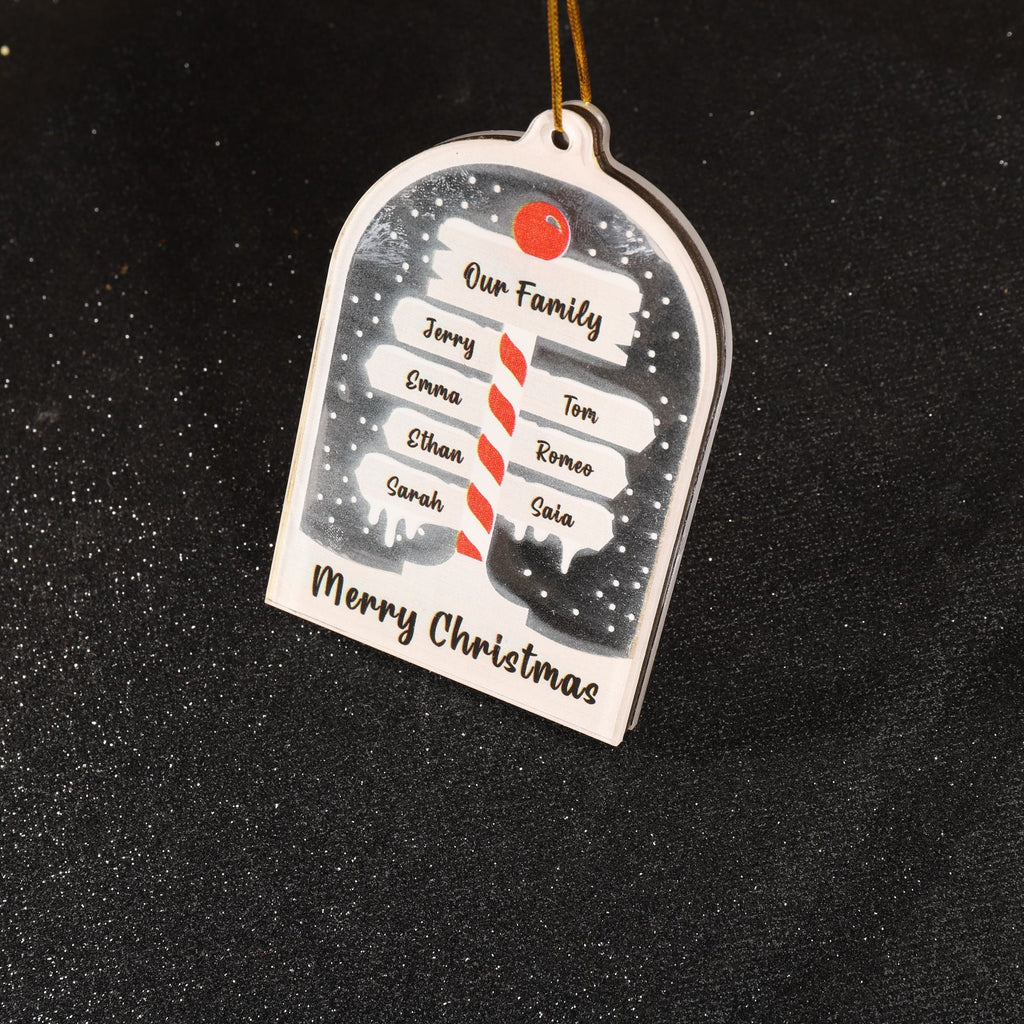 Our Family
Jerry
Emma
Tom
Ethan
Romeo
Sarah
Saia
Merry Christmas